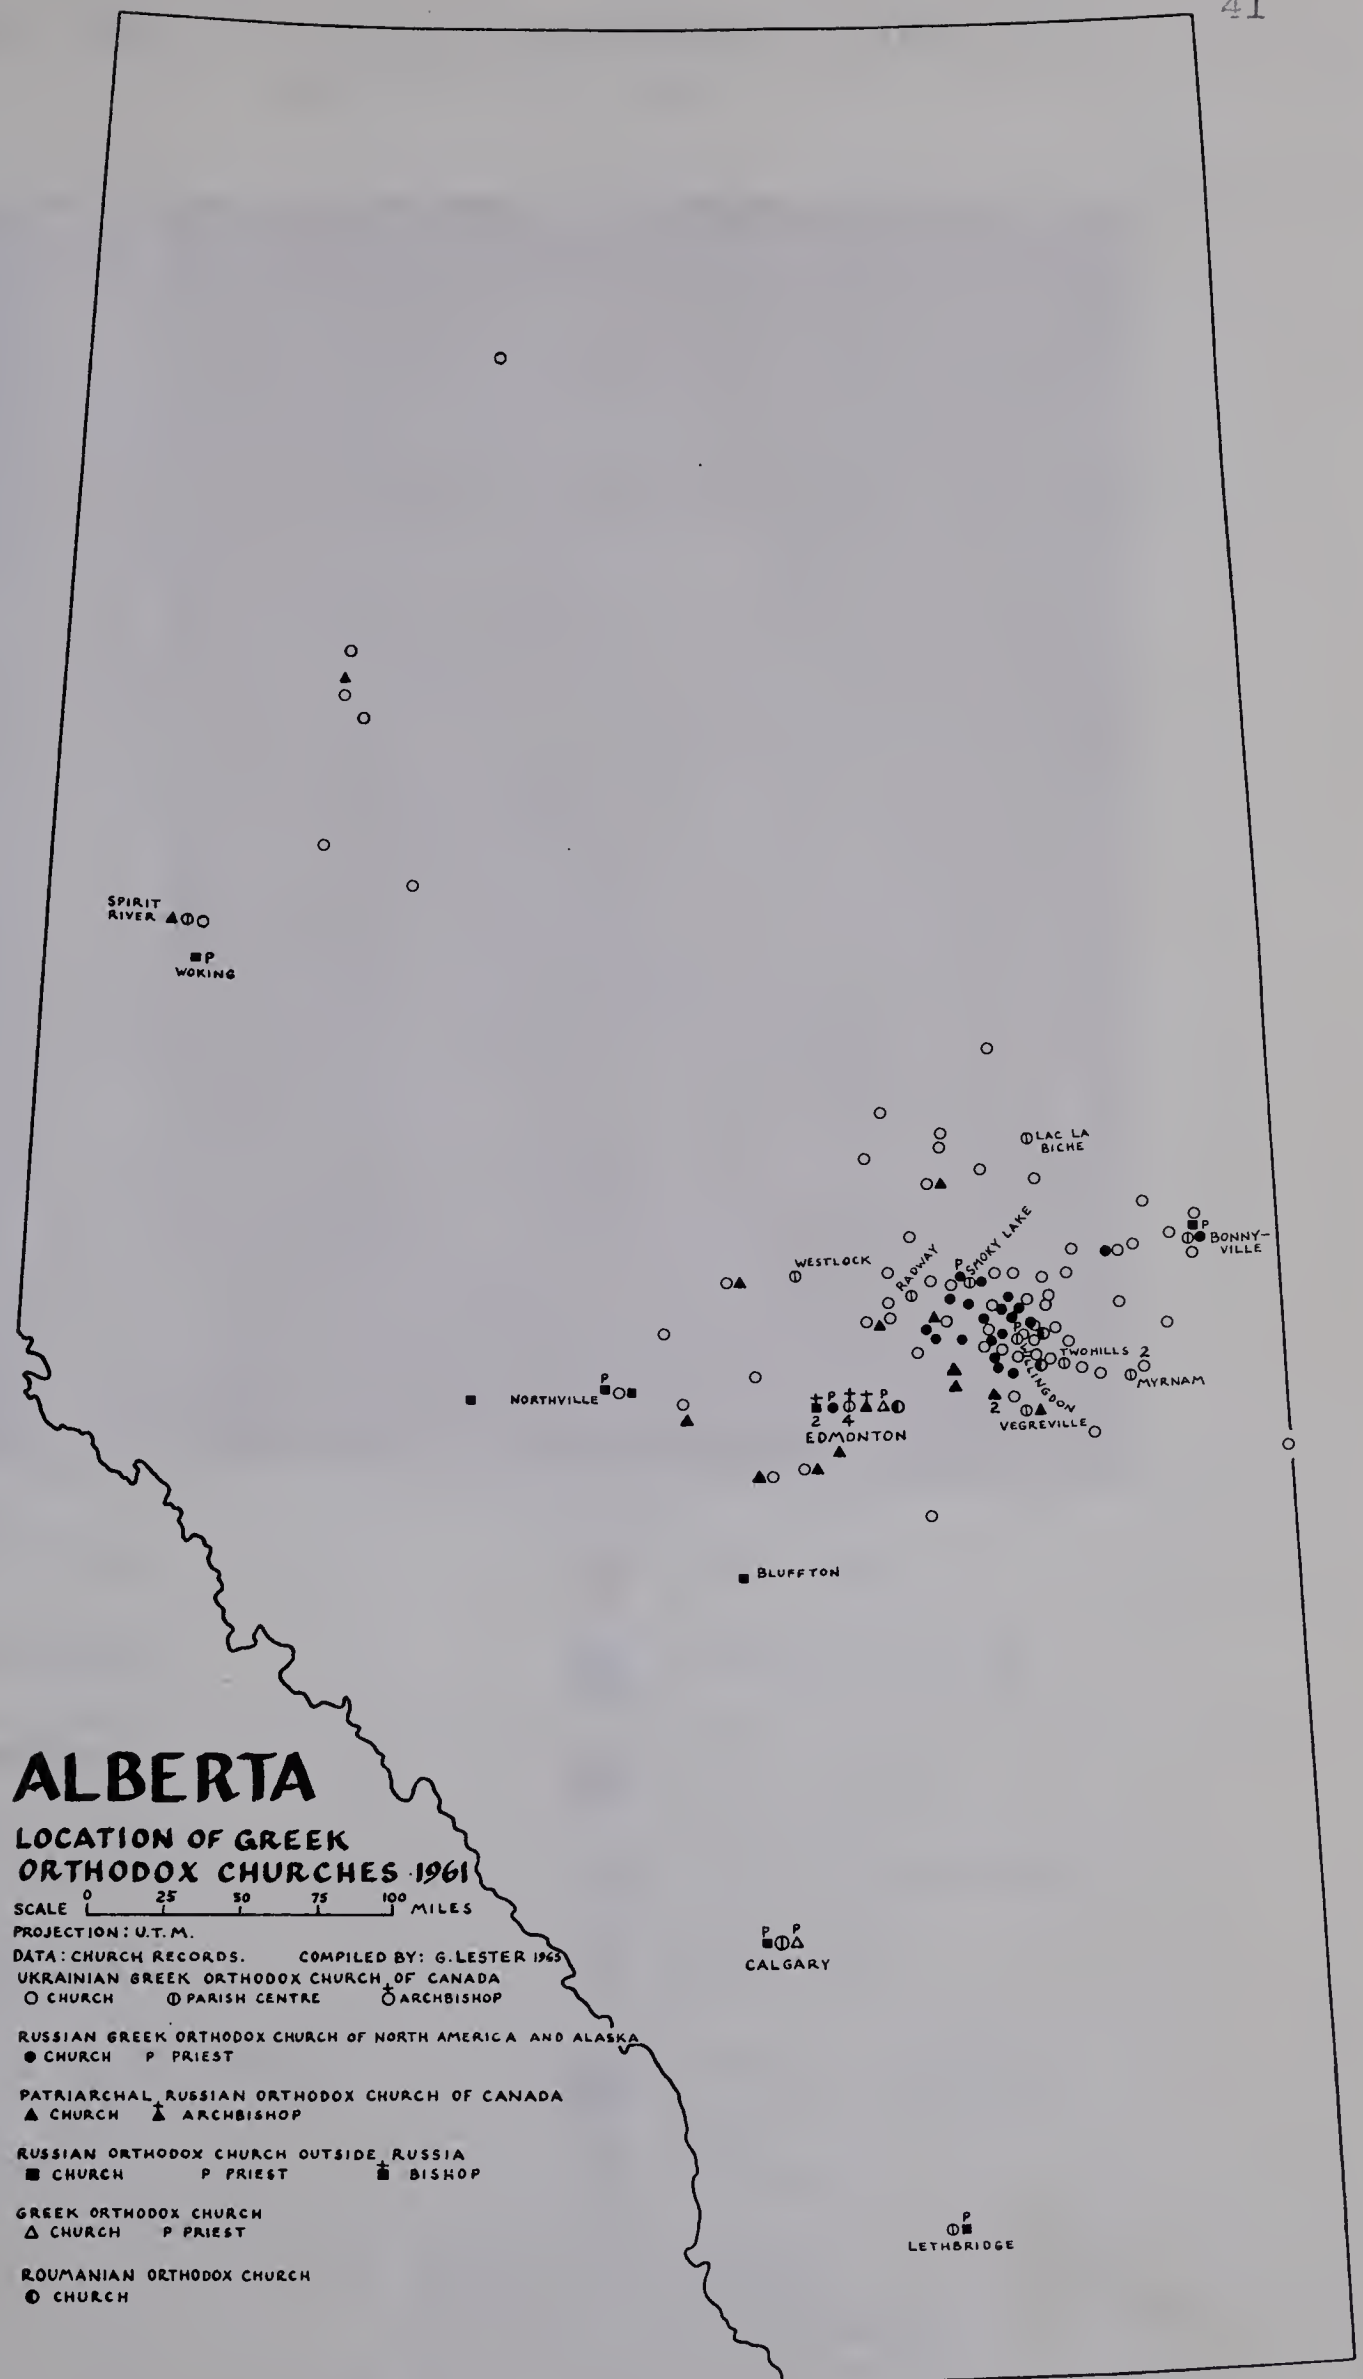 41
SPIRIT
RIVER
P
WOKING
LAC LA
BICHE
P
BONNY-
VILLE
SMOKY LAKE
RADWAY
P
WESTLOCK
P
WILLINGDON
TWO HILLS 2
MYRNAM
P
NORTHVILLE
P P
2 4
EDMONTON
2
VEGREVILLE
BLUFFTON
ALBERTA
LOCATION OF GREEK
ORTHODOX CHURCHES 1961
SCALE 0 25 50 75 100 MILES
PROJECTION: U.T.M.
DATA: CHURCH RECORDS. COMPILED BY: G. LESTER 1965
UKRAINIAN GREEK ORTHODOX CHURCH OF CANADA
CHURCH PARISH CENTRE ARCHBISHOP
RUSSIAN GREEK ORTHODOX CHURCH OF NORTH AMERICA AND ALASKA
CHURCH P PRIEST
PATRIARCHAL RUSSIAN ORTHODOX CHURCH OF CANADA
CHURCH ARCHBISHOP
RUSSIAN ORTHODOX CHURCH OUTSIDE RUSSIA
CHURCH P PRIEST BISHOP
GREEK ORTHODOX CHURCH
CHURCH P PRIEST
ROUMANIAN ORTHODOX CHURCH
CHURCH
P P
CALGARY
P
LETHBRIDGE